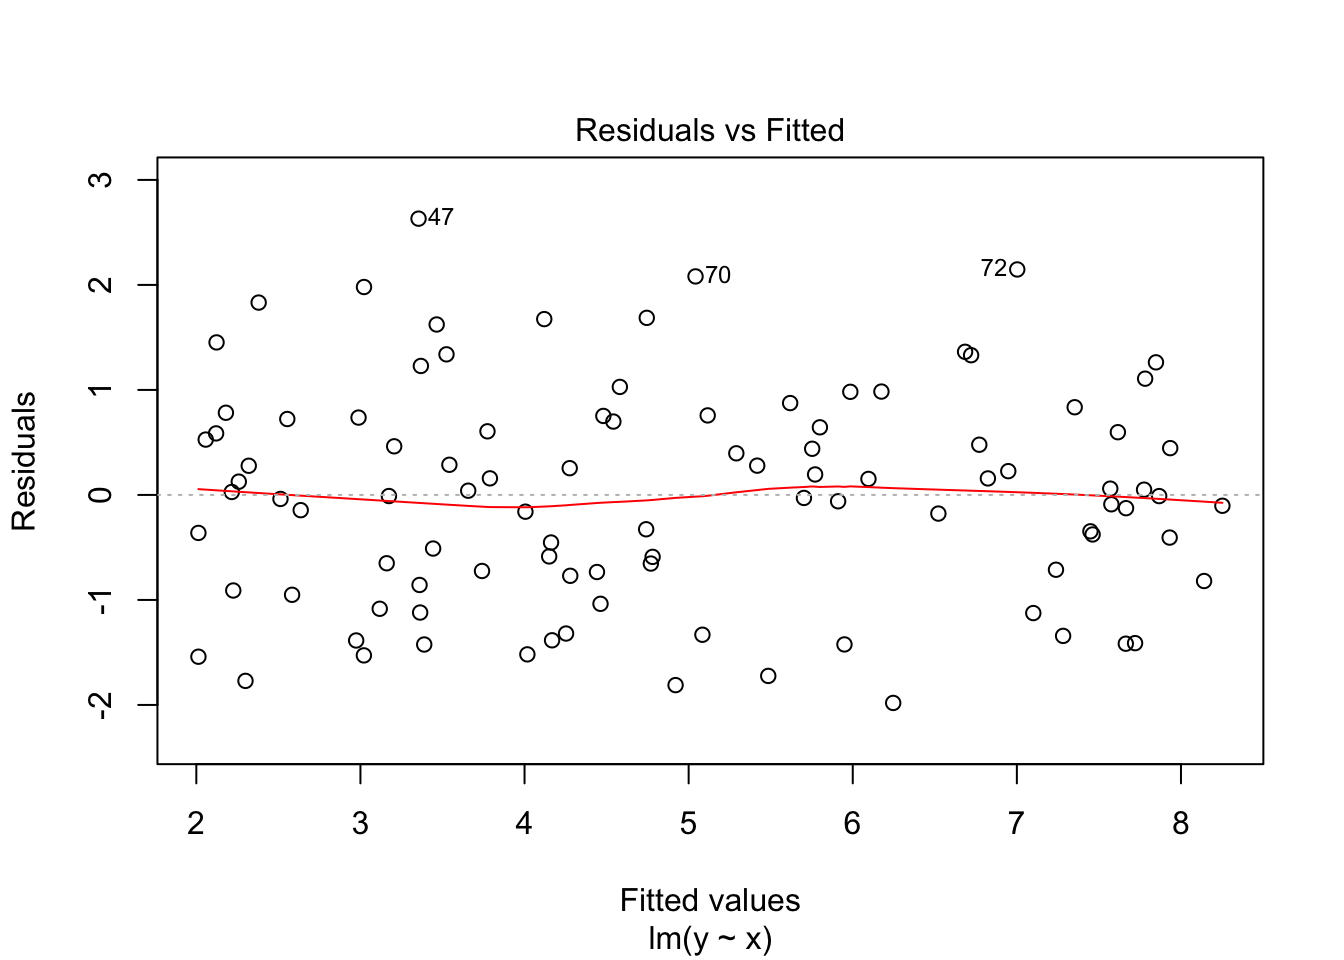 Residuals vs Fitted
3
2
1
0
-1
-2
47
70
72
Residuals
2 3 4 5 6 7 8
Fitted values
lm(y ~ x)